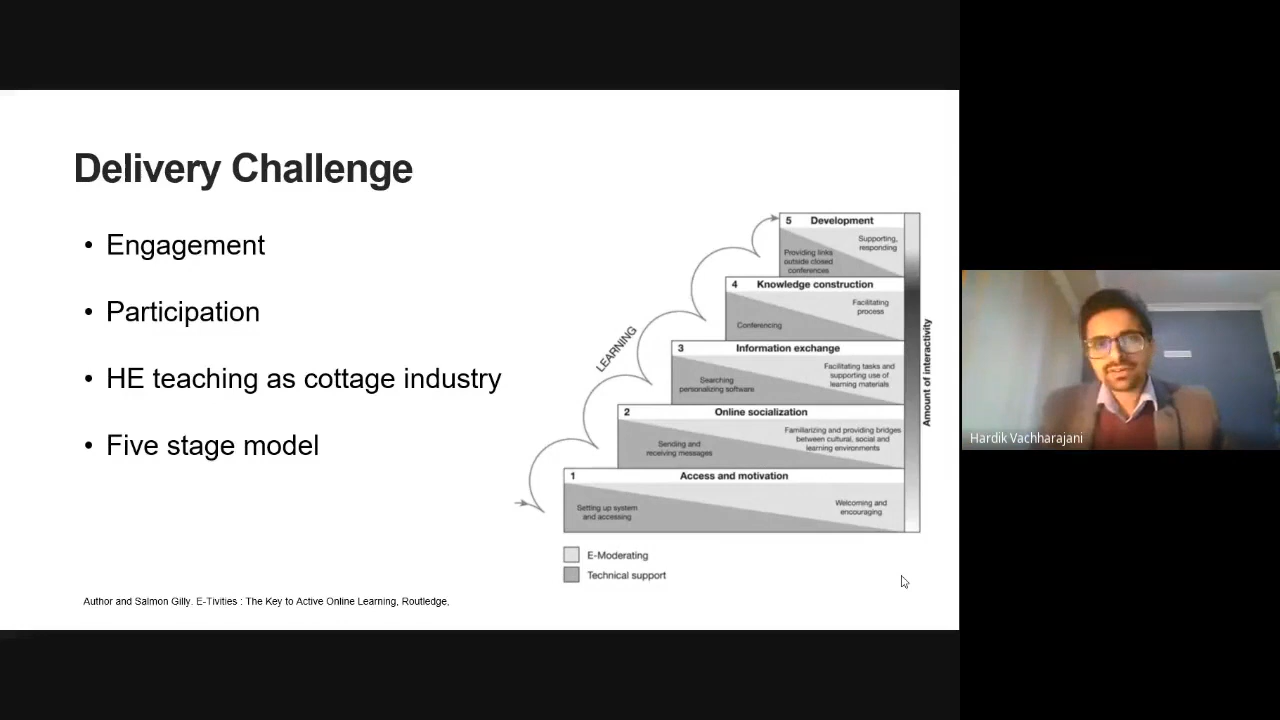 Delivery Challenge
• Engagement
• Participation
• HE teaching as cottage industry
• Five stage model
5 Development
Supporting,
responding
Providing links
outside closed
conferences
4 Knowledge construction
Facilitating
process
Conferencing
3 Information exchange
Facilitating tasks and
supporting use of
learning materials
Searching
personalizing software
2 Online socialization
Familiarizing and providing bridges
between cultural, social and
learning environments
Sending and
receiving messages
1 Access and motivation
Setting up system
and accessing
Welcoming and
encouraging
LEARNING
Amount of interactivity
E-Moderating
Technical support
Author and Salmon Gilly. E-Tivities : The Key to Active Online Learning, Routledge.
Hardik Vachharajani